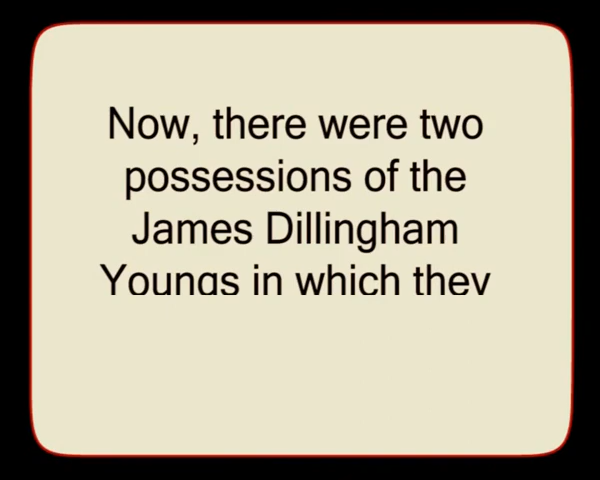 Now, there were two
possessions of the
James Dillingham
Youngs in which they